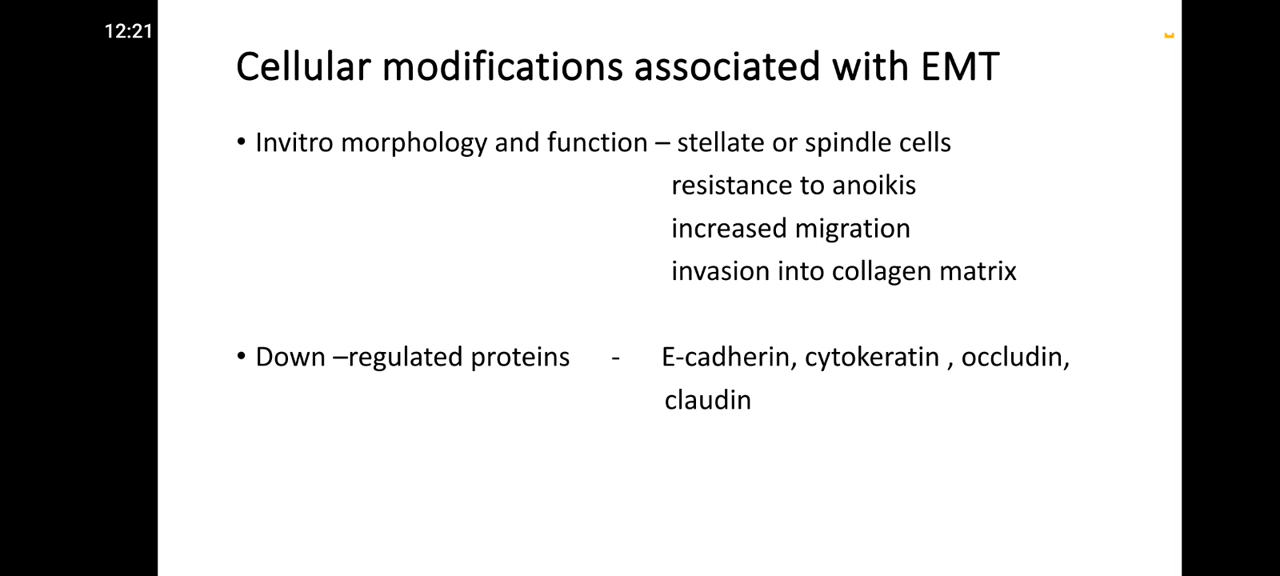 12:21
Cellular modifications associated with EMT
• Invitro morphology and function – stellate or spindle cells
resistance to anoikis
increased migration
invasion into collagen matrix
• Down –regulated proteins - E-cadherin, cytokeratin , occludin,
claudin